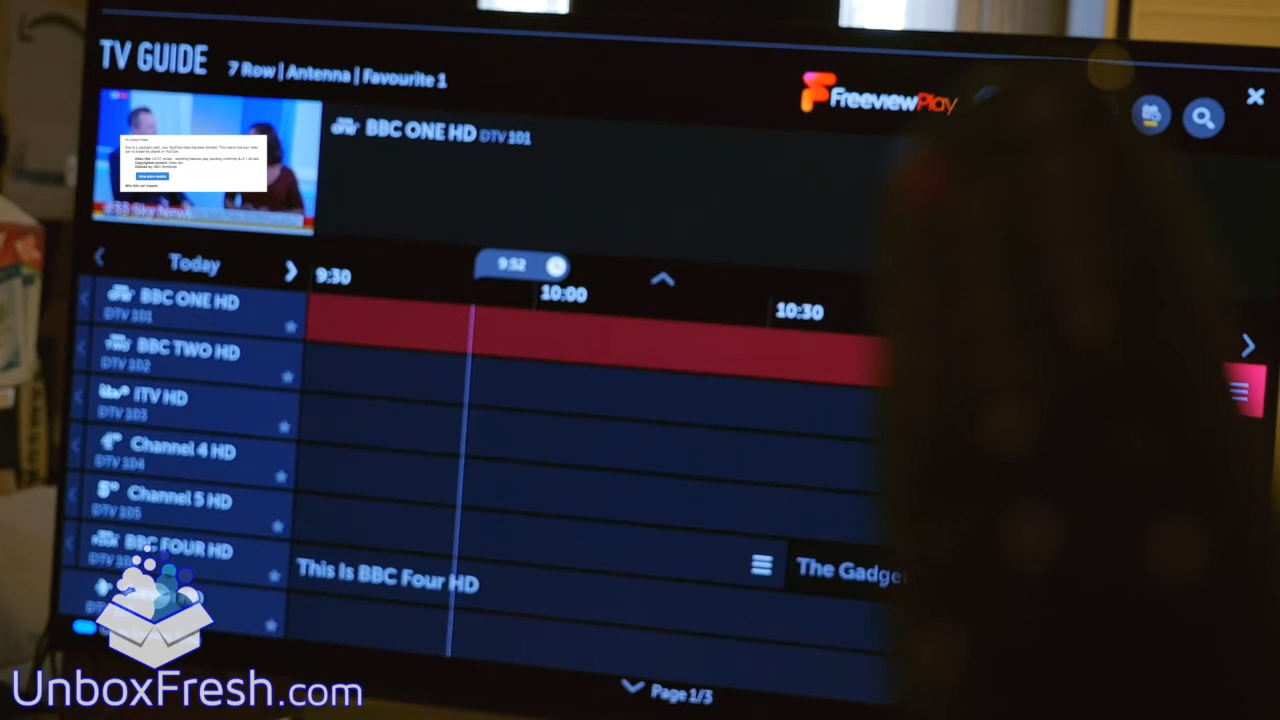 TV GUIDE
7 Row | Antenna | Favourite 1
FreeviewPlay
BBC ONE HD DTV 101
Today
9:30
9:52
10:00
10:30
BBC ONE HD
DTV 101
BBC TWO HD
DTV 102
ITV HD
DTV 103
Channel 4 HD
DTV 104
Channel 5 HD
DTV 105
BBC FOUR HD
This Is BBC Four HD
The Gadge
Page 1/3
UnboxFresh.com